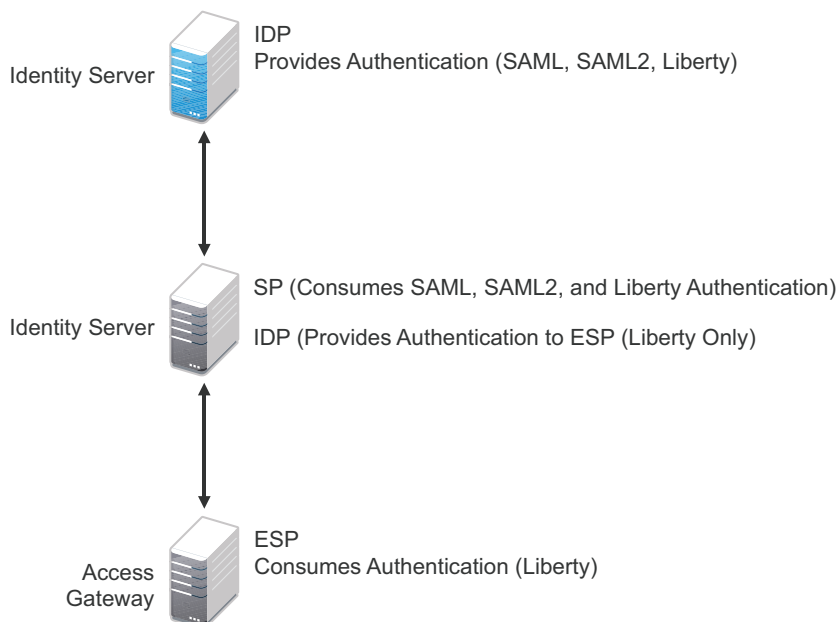 IDP
Provides Authentication (SAML, SAML2, Liberty)
Identity Server
SP (Consumes SAML, SAML2, and Liberty Authentication)
Identity Server
IDP (Provides Authentication to ESP (Liberty Only)
ESP
Consumes Authentication (Liberty)
Access
Gateway